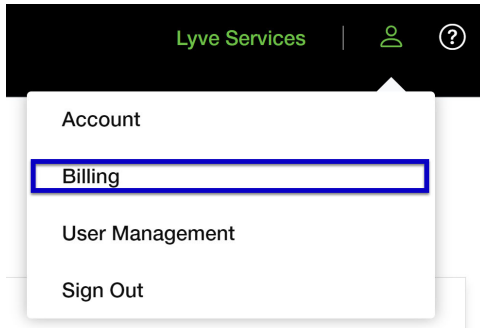 Lyve Services
?
Account
Billing
User Management
Sign Out